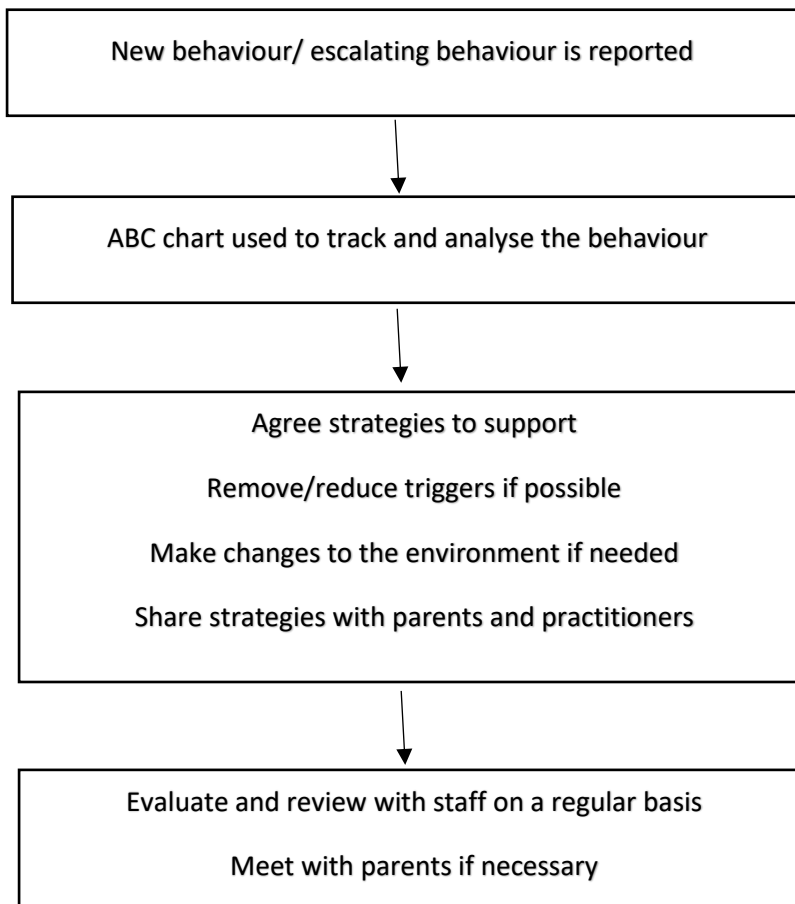 New behaviour/ escalating behaviour is reported
ABC chart used to track and analyse the behaviour
Agree strategies to support
Remove/reduce triggers if possible
Make changes to the environment if needed
Share strategies with parents and practitioners
Evaluate and review with staff on a regular basis
Meet with parents if necessary